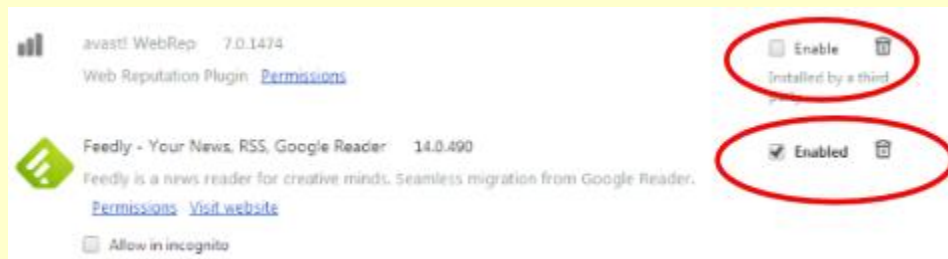 avast! WebRep 7.0.1474 Enable
Web Reputation Plugin Permissions Installed by a third
Feedly - Your News, RSS, Google Reader 14.0.490 Enabled
Feedly is a news reader for creative minds. Seamless migration from Google Reader.
Permissions Visit website
Allow in incognito